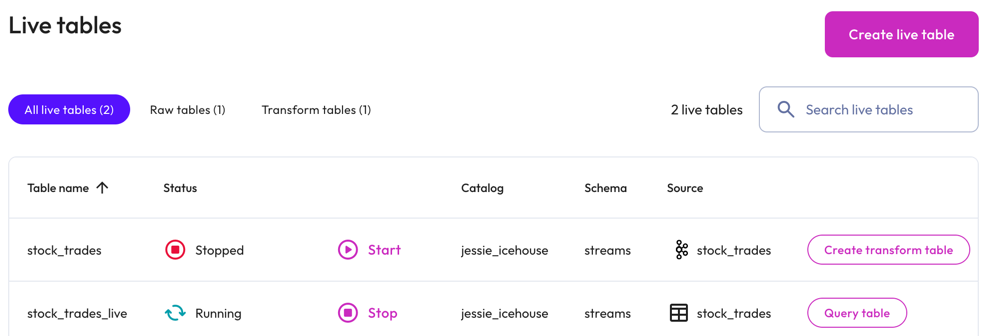 Live tables
Create live table
All live tables (2) Raw tables (1) Transform tables (1) 2 live tables Search live tables
Table name Status Catalog Schema Source
stock_trades Stopped Start jessie_icehouse streams stock_trades Create transform table
stock_trades_live Running Stop jessie_icehouse streams stock_trades Query table